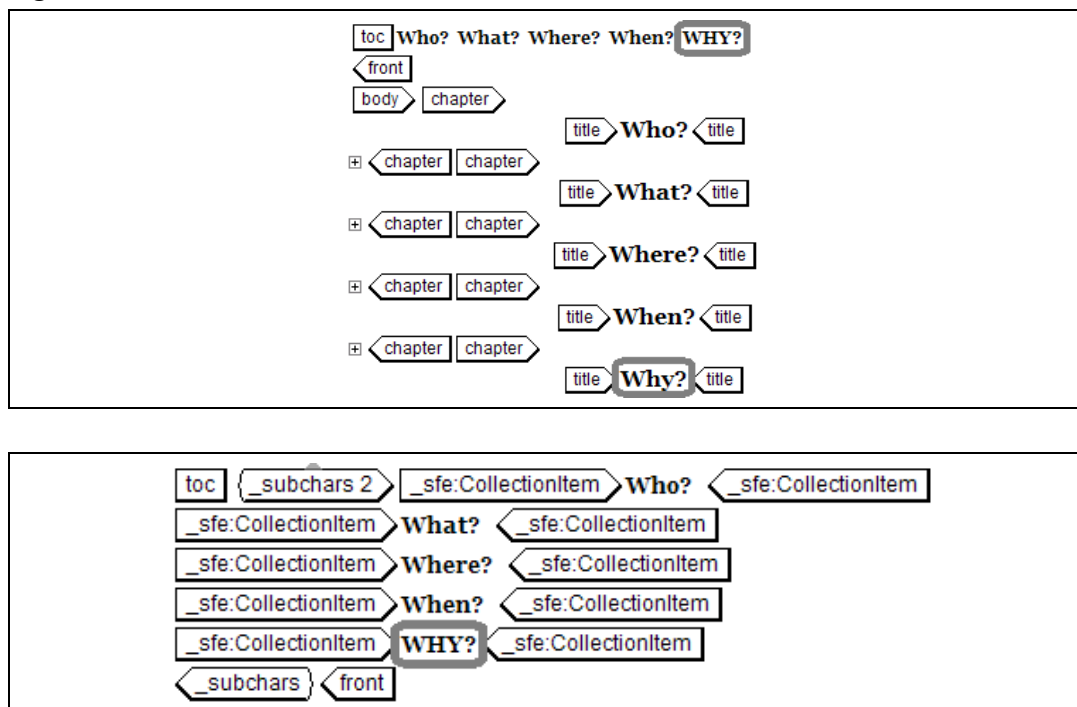 toc Who? What? Where? When? WHY?
front
body chapter
title Who? title
chapter chapter
title What? title
chapter chapter
title Where? title
chapter chapter
title When? title
chapter chapter
title Why? title
toc _subchars 2 _sfe:CollectionItem Who? _sfe:CollectionItem
_sfe:CollectionItem What? _sfe:CollectionItem
_sfe:CollectionItem Where? _sfe:CollectionItem
_sfe:CollectionItem When? _sfe:CollectionItem
_sfe:CollectionItem WHY? _sfe:CollectionItem
_subchars front